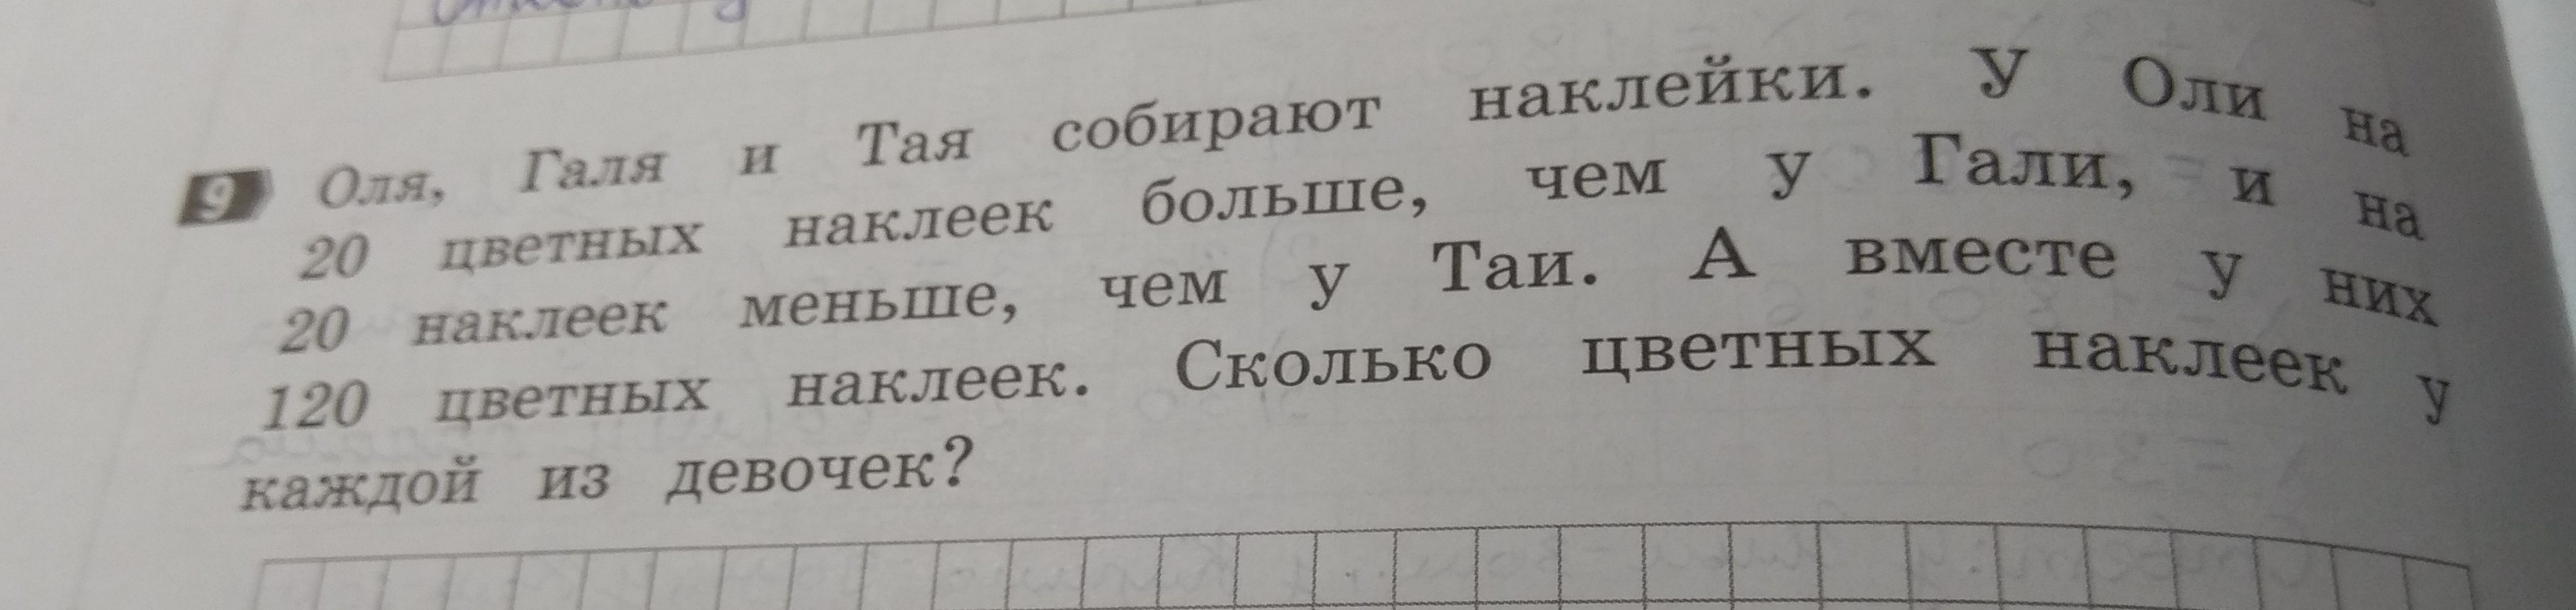 9 Оля, Галя и Тая собирают наклейки. У Оли на
20 цветных наклеек больше, чем у Гали, и на
20 наклеек меньше, чем у Таи. А вместе у них
120 цветных наклеек. Сколько цветных наклеек у
каждой из девочек?